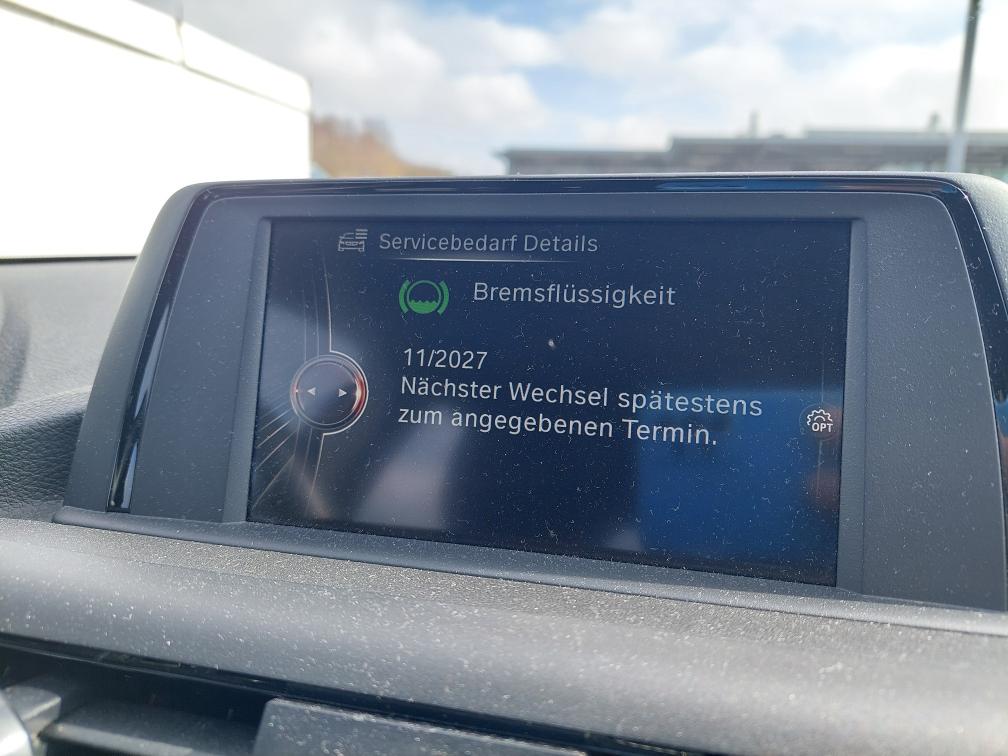 Servicebedarf Details
Bremsflüssigkeit
11/2027
Nächster Wechsel spätestens
zum angegebenen Termin.
OPT